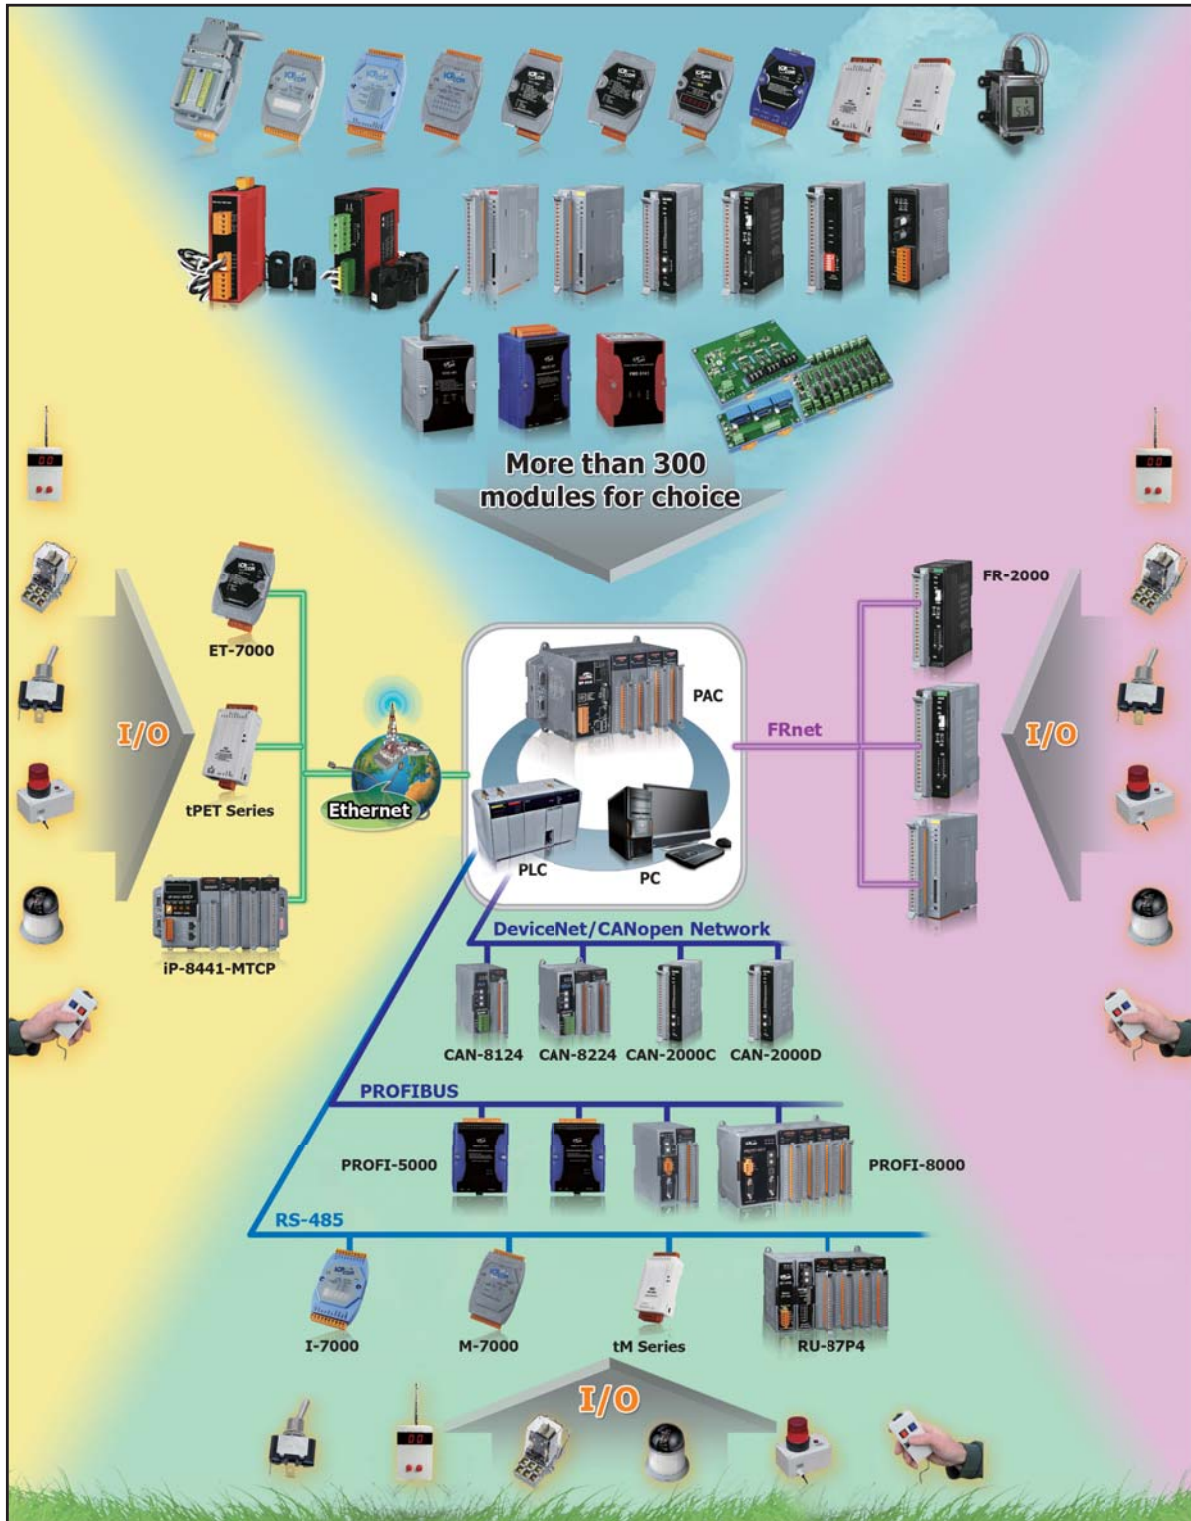 More than 300
modules for choice
FR-2000
ET-7000
PAC
I/O
FRnet
I/O
tPET Series
Ethernet
PLC
PC
DeviceNet/CANopen Network
iP-8441-MTCP
CAN-8124
CAN-8224
CAN-2000C
CAN-2000D
PROFIBUS
PROFI-5000
PROFI-8000
RS-485
I-7000
M-7000
tM Series
RU-87P4
I/O